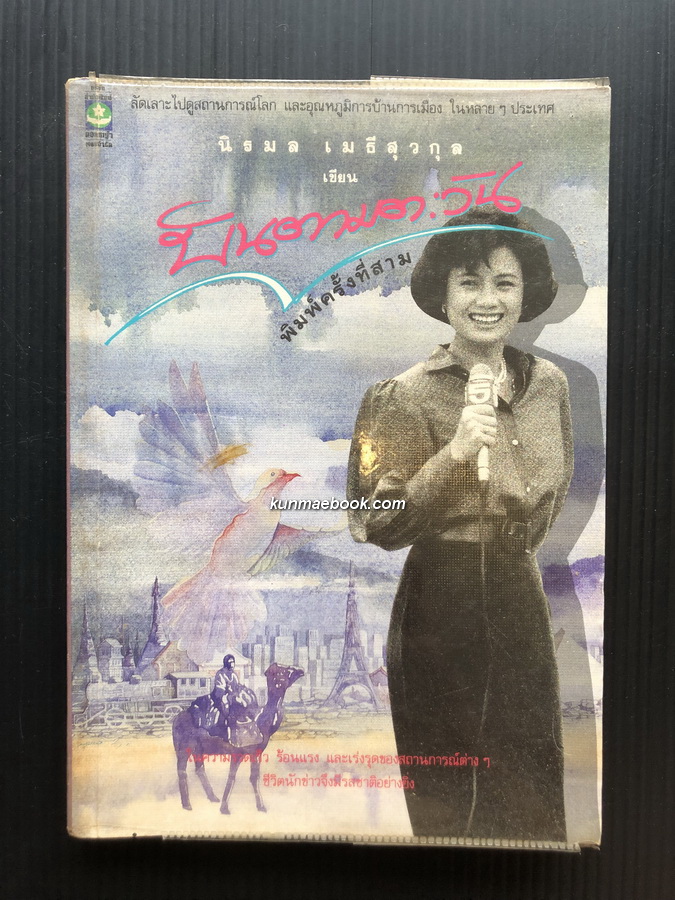 ลัดเลาะไปดูสถานการณ์โลก และอุณหภูมิการบ้านการเมือง ในหลาย ๆ ประเทศ
นิรมล เมธีสุวกุล
เขียน
บินตามตะวัน
พิมพ์ครั้งที่สาม
kunmaebook.com
ร้อนแรง และเร่งรุดของสถานการณ์ต่าง ๆ
ชีวิตนักข่าวจึงมีรสชาติอย่างยิ่ง